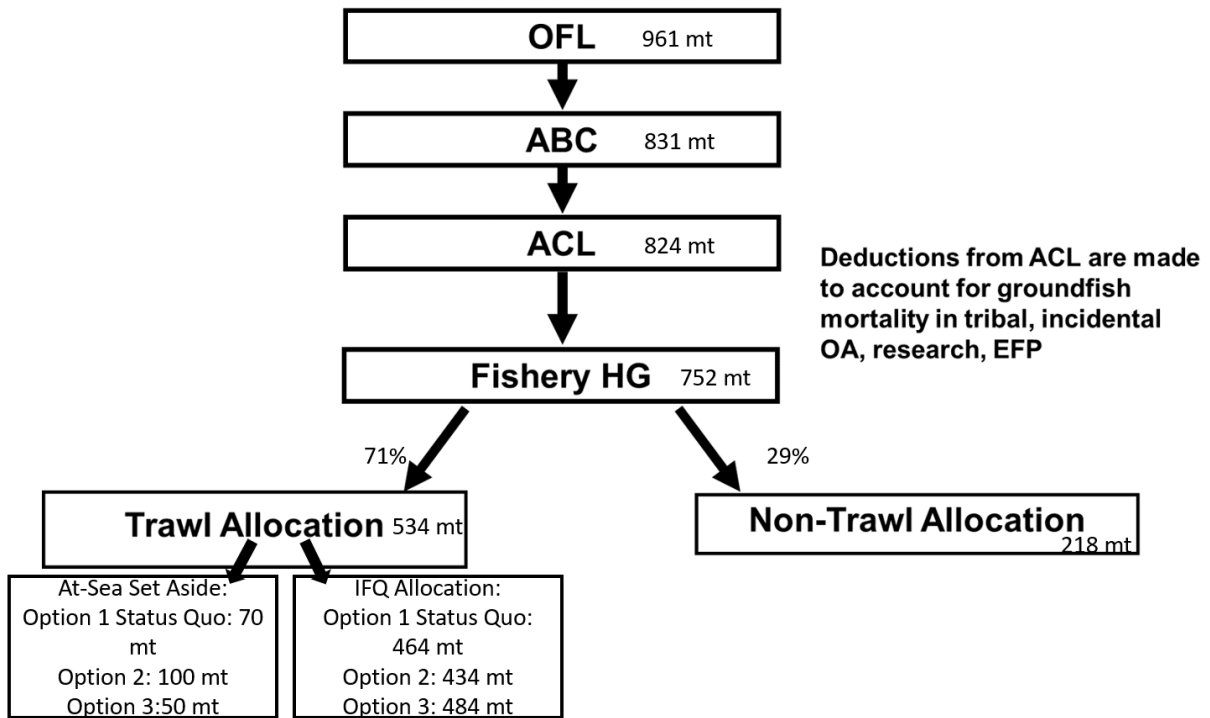 OFL 961 mt
ABC 831 mt
ACL 824 mt
Deductions from ACL are made
to account for groundfish
mortality in tribal, incidental
OA, research, EFP
Fishery HG 752 mt
71%
29%
Trawl Allocation 534 mt
Non-Trawl Allocation
218 mt
At-Sea Set Aside:
Option 1 Status Quo: 70
mt
Option 2: 100 mt
Option 3:50 mt
IFQ Allocation:
Option 1 Status Quo:
464 mt
Option 2: 434 mt
Option 3: 484 mt